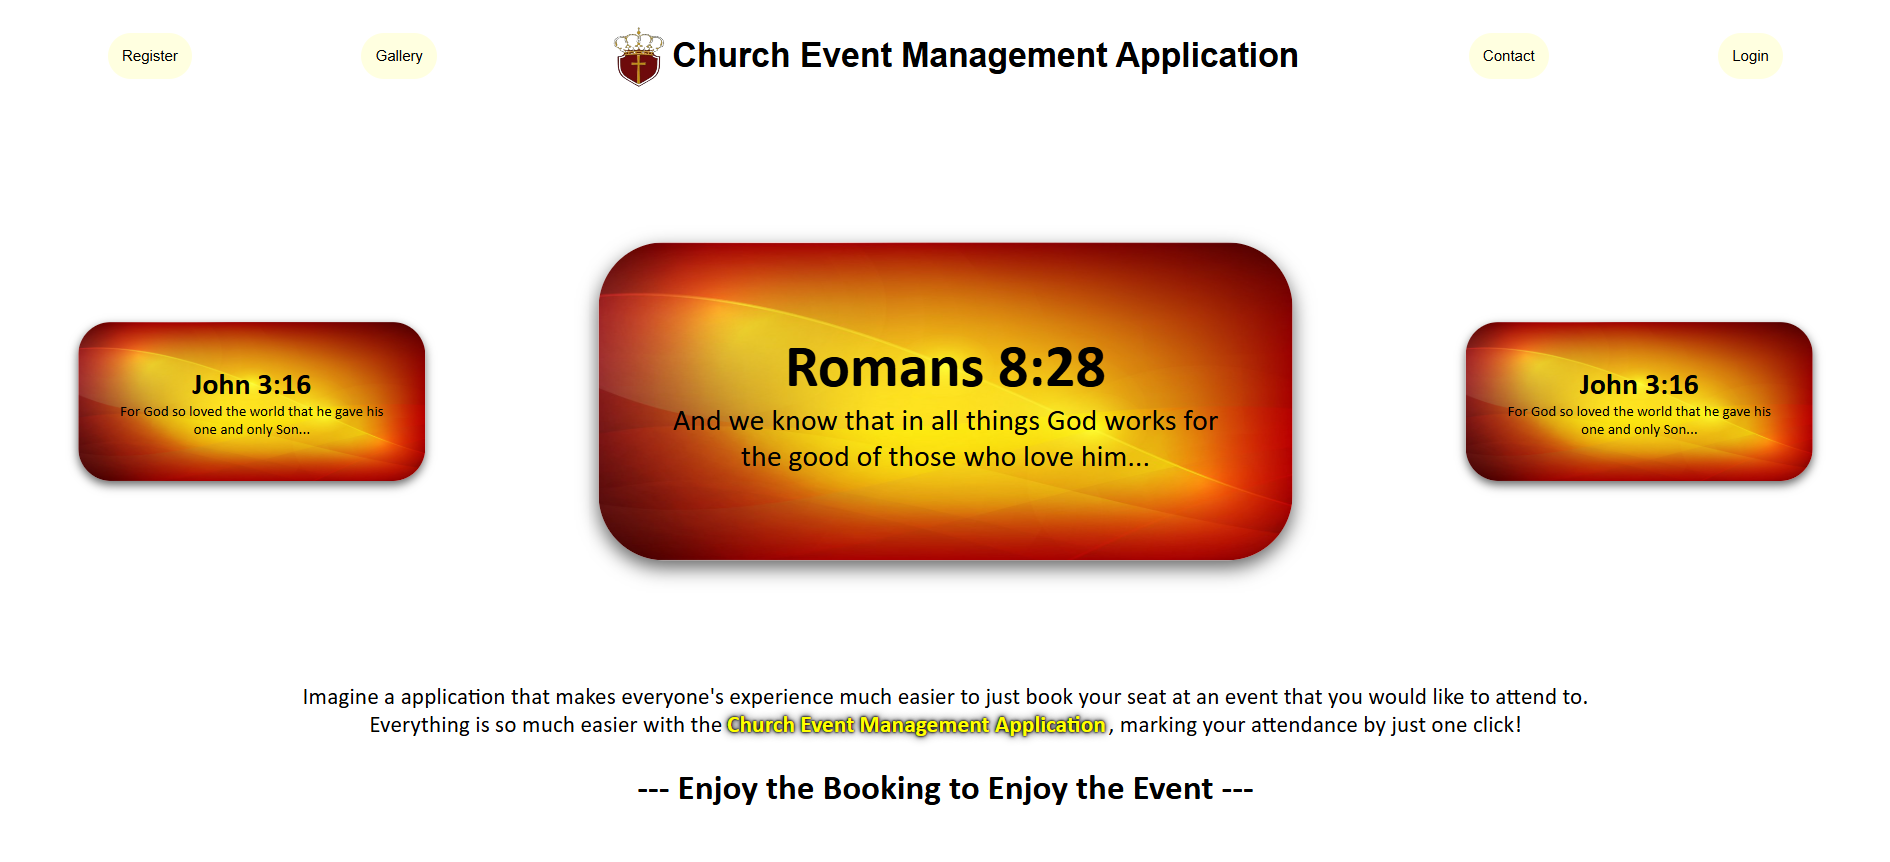 Register
Gallery
Church Event Management Application
Contact
Login
John 3:16
For God so loved the world that he gave his
one and only Son...
Romans 8:28
And we know that in all things God works for
the good of those who love him...
John 3:16
For God so loved the world that he gave his
one and only Son...
Imagine a application that makes everyone's experience much easier to just book your seat at an event that you would like to attend to.
Everything is so much easier with the Church Event Management Application, marking your attendance by just one click!
--- Enjoy the Booking to Enjoy the Event ---